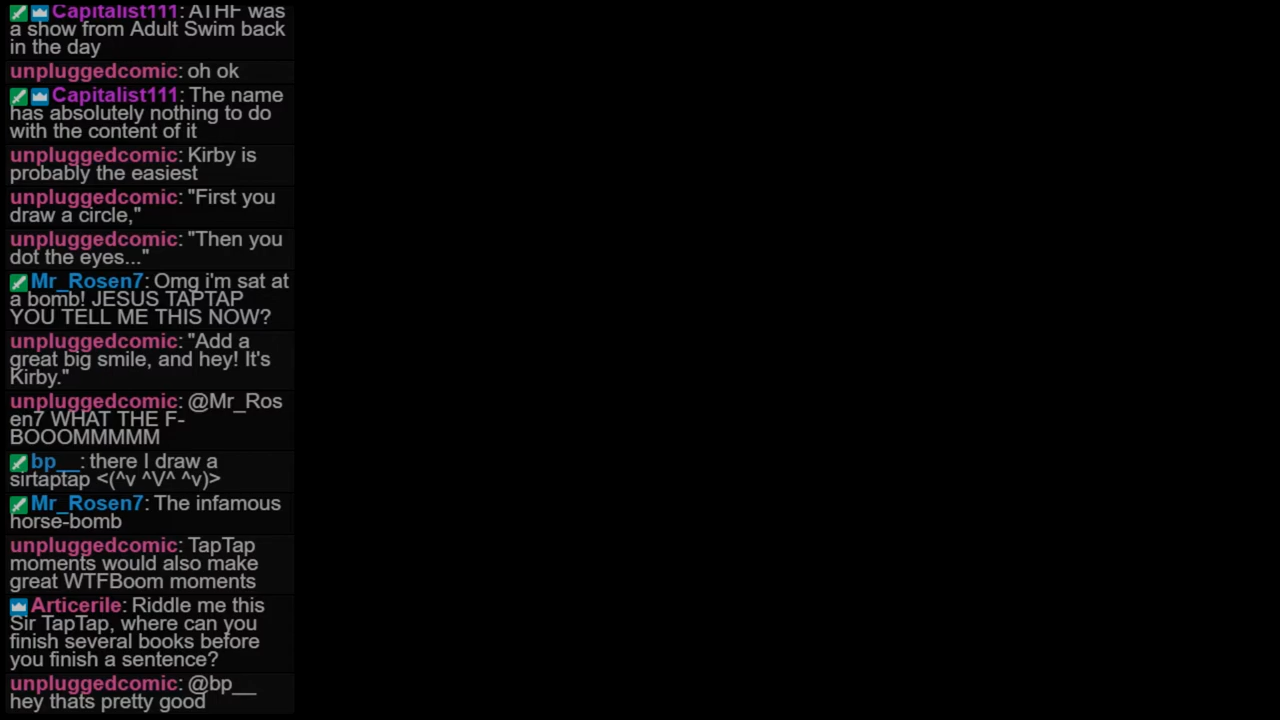 Capitalist111: ATHF was
a show from Adult Swim back
in the day
unpluggedcomic: oh ok
Capitalist111: The name
has absolutely nothing to do
with the content of it
unpluggedcomic: Kirby is
probably the easiest
unpluggedcomic: "First you
draw a circle,"
unpluggedcomic: "Then you
dot the eyes..."
Mr_Rosen7: Omg i'm sat at
a bomb! JESUS TAPTAP
YOU TELL ME THIS NOW?
unpluggedcomic: "Add a
great big smile, and hey! It's
Kirby."
unpluggedcomic: @Mr_Ros
en7 WHAT THE F-
BOOOMMMMM
bp__: there I draw a
sirtaptap <(^v ^V^ ^v)>
Mr_Rosen7: The infamous
horse-bomb
unpluggedcomic: TapTap
moments would also make
great WTFBoom moments
Articerile: Riddle me this
Sir TapTap, where can you
finish several books before
you finish a sentence?
unpluggedcomic: @bp__
hey thats pretty good